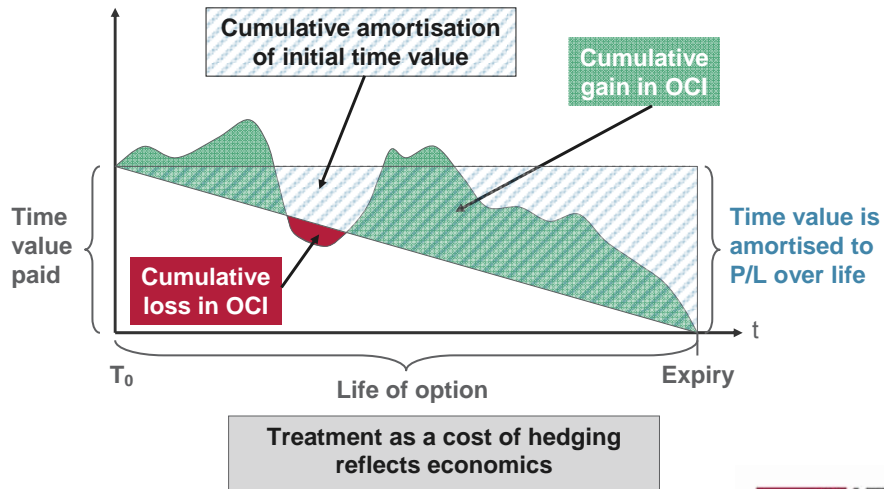 Cumulative amortisation
of initial time value
Cumulative
gain in OCI
Time
value
paid
Cumulative
loss in OCI
Time value is
amortised to
P/L over life
t
T₀
Life of option
Expiry
Treatment as a cost of hedging
reflects economics